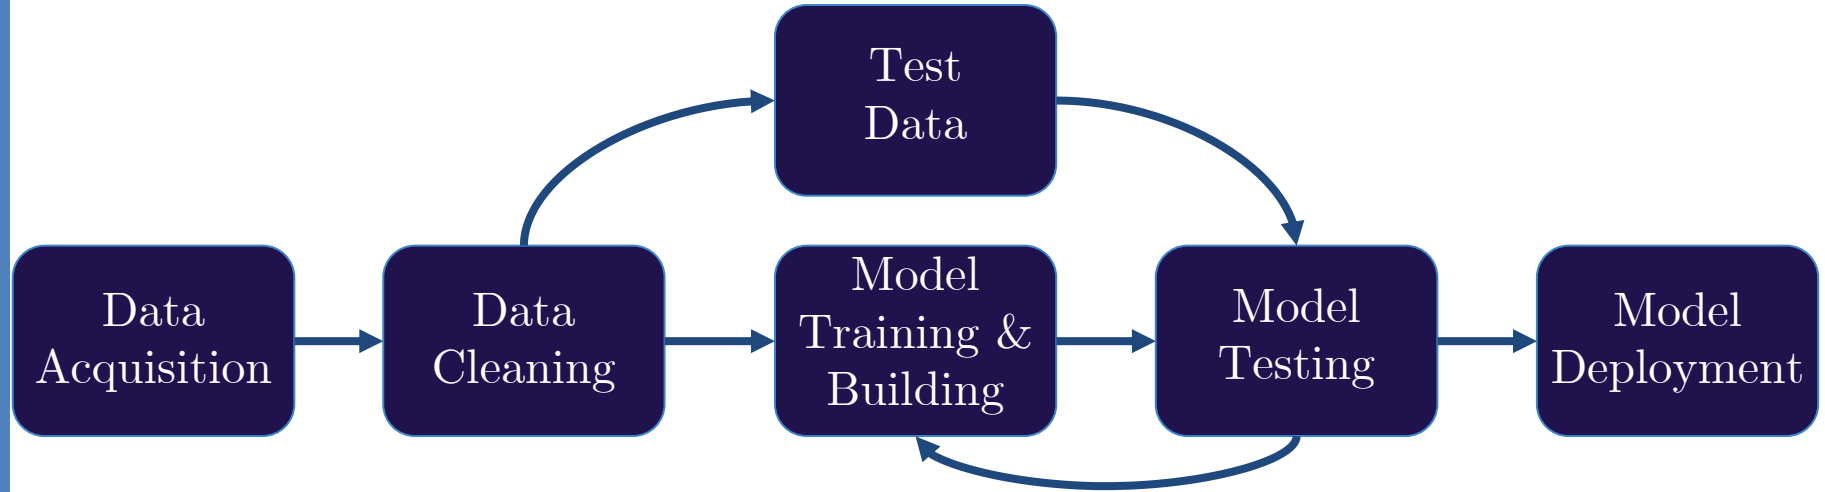 Test
Data
Data
Acquisition
Data
Cleaning
Model
Training &
Building
Model
Testing
Model
Deployment